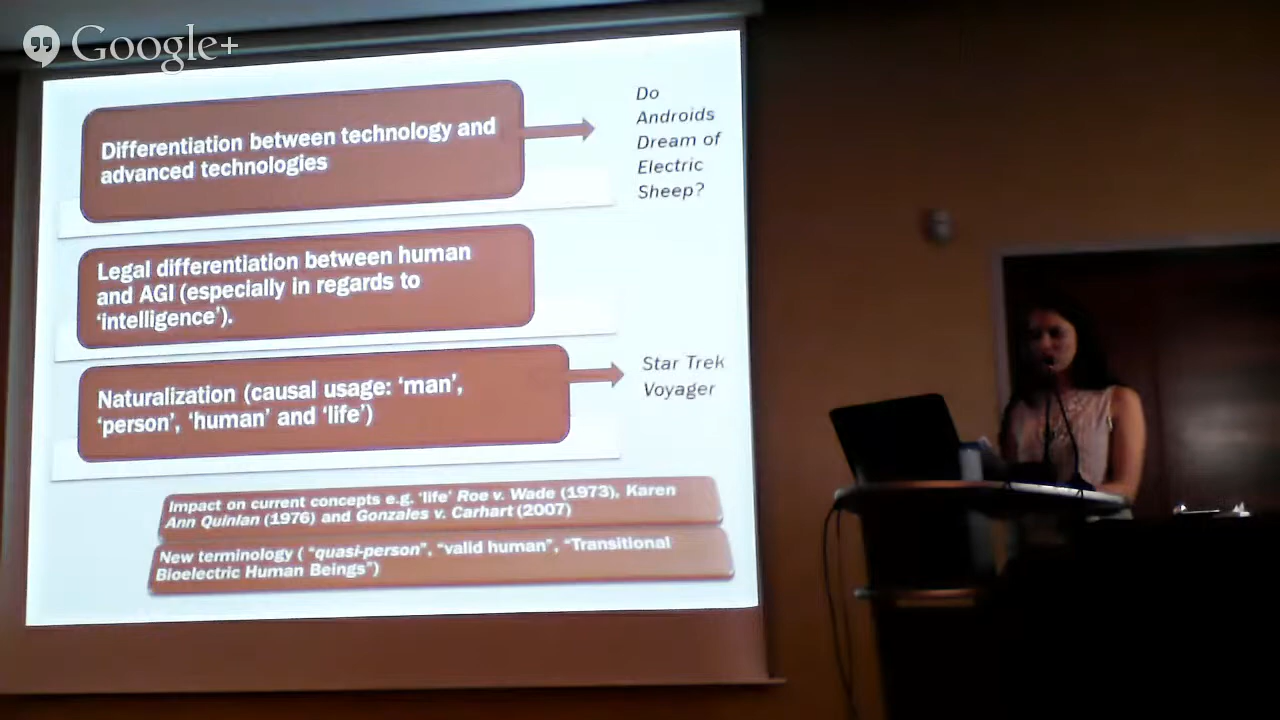 Google+
Differentiation between technology and
advanced technologies
Do
Androids
Dream of
Electric
Sheep?
Legal differentiation between human
and AGI (especially in regards to
‘intelligence’).
Naturalization (causal usage: ‘man’,
‘person’, ‘human’ and ‘life’)
Star Trek
Voyager
Impact on current concepts e.g. ‘life’ Roe v. Wade (1973), Karen
Ann Quinlan (1976) and Gonzales v. Carhart (2007)
New terminology ( “quasi-person”, “valid human”, “Transitional
Bioelectric Human Beings”)